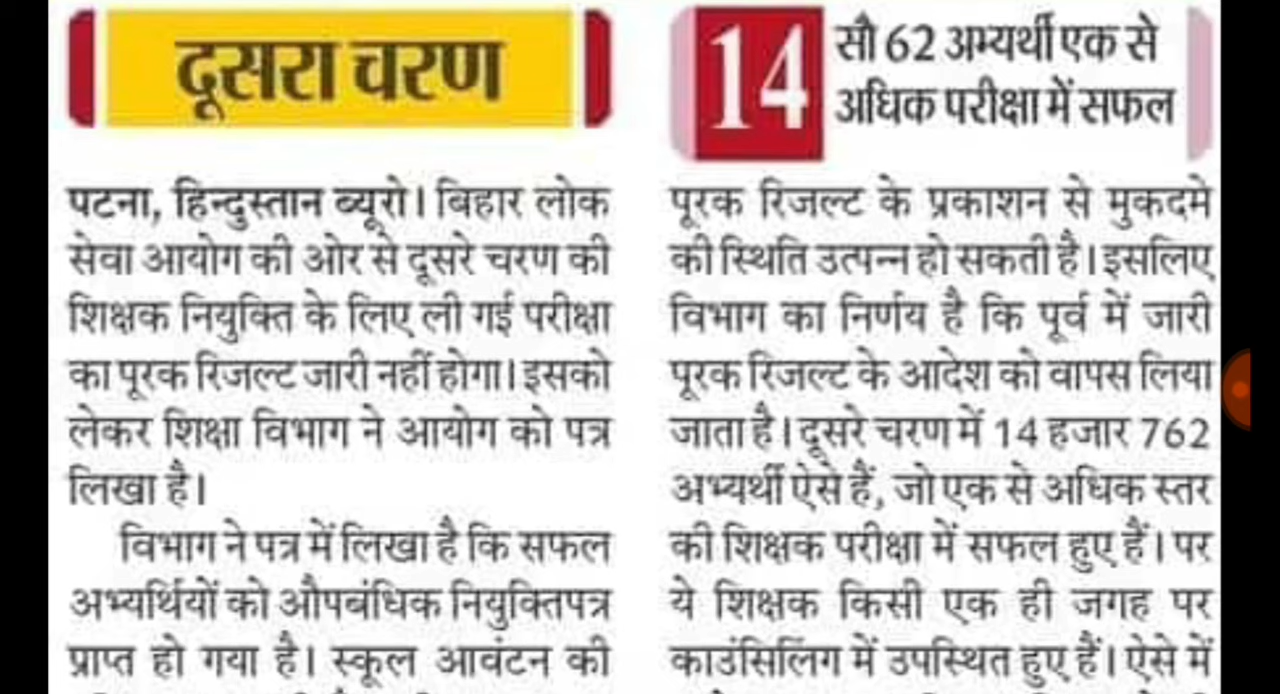 दूसरा चरण
पटना, हिन्दुस्तान ब्यूरो। बिहार लोक
सेवा आयोग की ओर से दूसरे चरण की
शिक्षक नियुक्ति के लिए ली गई परीक्षा
का पूरक रिजल्ट जारी नहीं होगा। इसको
लेकर शिक्षा विभाग ने आयोग को पत्र
लिखा है।
विभाग ने पत्र में लिखा है कि सफल
अभ्यर्थियों को औपबंधिक नियुक्तिपत्र
प्राप्त हो गया है। स्कूल आवंटन की
14 सौ 62 अभ्यर्थी एक से
अधिक परीक्षा में सफल
पूरक रिजल्ट के प्रकाशन से मुकदमे
की स्थिति उत्पन्न हो सकती है। इसलिए
विभाग का निर्णय है कि पूर्व में जारी
पूरक रिजल्ट के आदेश को वापस लिया
जाता है। दूसरे चरण में 14 हजार 762
अभ्यर्थी ऐसे हैं, जो एक से अधिक स्तर
की शिक्षक परीक्षा में सफल हुए हैं। पर
ये शिक्षक किसी एक ही जगह पर
काउंसिलिंग में उपस्थित हुए हैं। ऐसे में